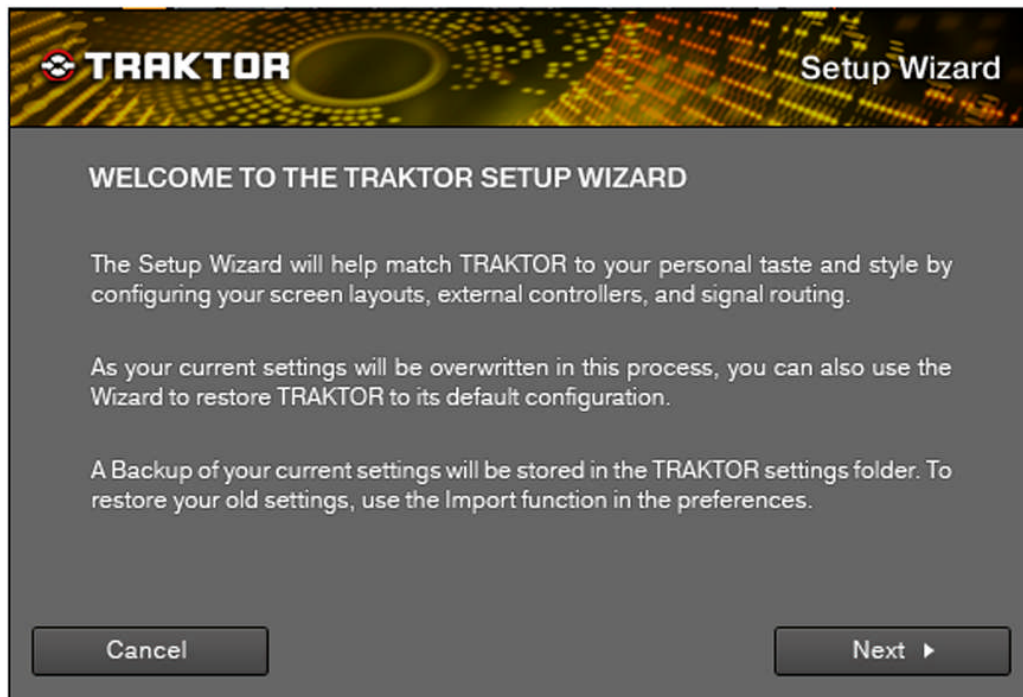 TRAKTOR
Setup Wizard
WELCOME TO THE TRAKTOR SETUP WIZARD
The Setup Wizard will help match TRAKTOR to your personal taste and style by
configuring your screen layouts, external controllers, and signal routing.
As your current settings will be overwritten in this process, you can also use the
Wizard to restore TRAKTOR to its default configuration.
A Backup of your current settings will be stored in the TRAKTOR settings folder. To
restore your old settings, use the Import function in the preferences.
Cancel
Next